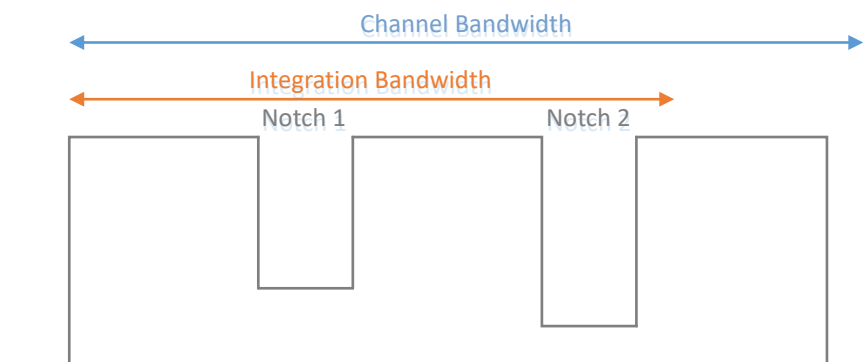 Channel Bandwidth
Integration Bandwidth
Notch 1
Notch 2